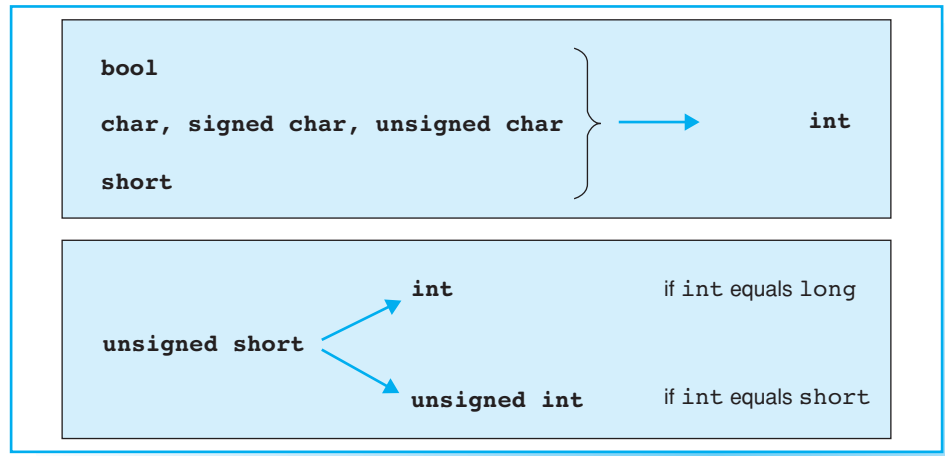 bool
char, signed char, unsigned char
int
short
int if int equals long
unsigned short
unsigned int if int equals short